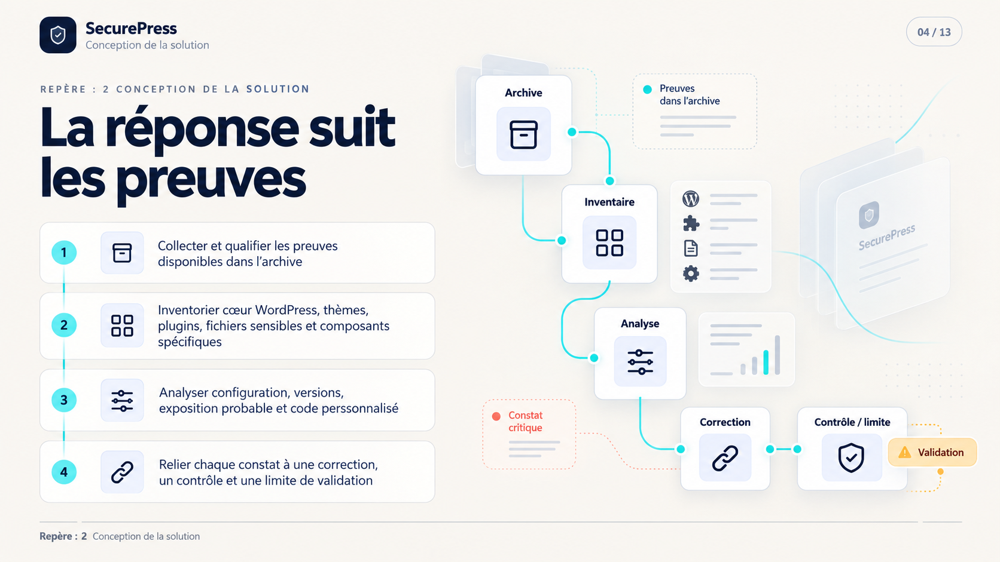 SecurePress
Conception de la solution
04 / 13
REPÈRE : 2 CONCEPTION DE LA SOLUTION
La réponse suit
les preuves
1
Collecter et qualifier les preuves
disponibles dans l'archive
2
Inventorier cœur WordPress, thèmes,
plugins, fichiers sensibles et composants
spécifiques
3
Analyser configuration, versions,
exposition probable et code perssonnalisé
4
Relier chaque constat à une correction,
un contrôle et une limite de validation
Archive
Preuves
dans l'archive
Inventaire
SecurePress
Analyse
Constat
critique
Correction
Contrôle / limite
Validation
Repère : 2 Conception de la solution